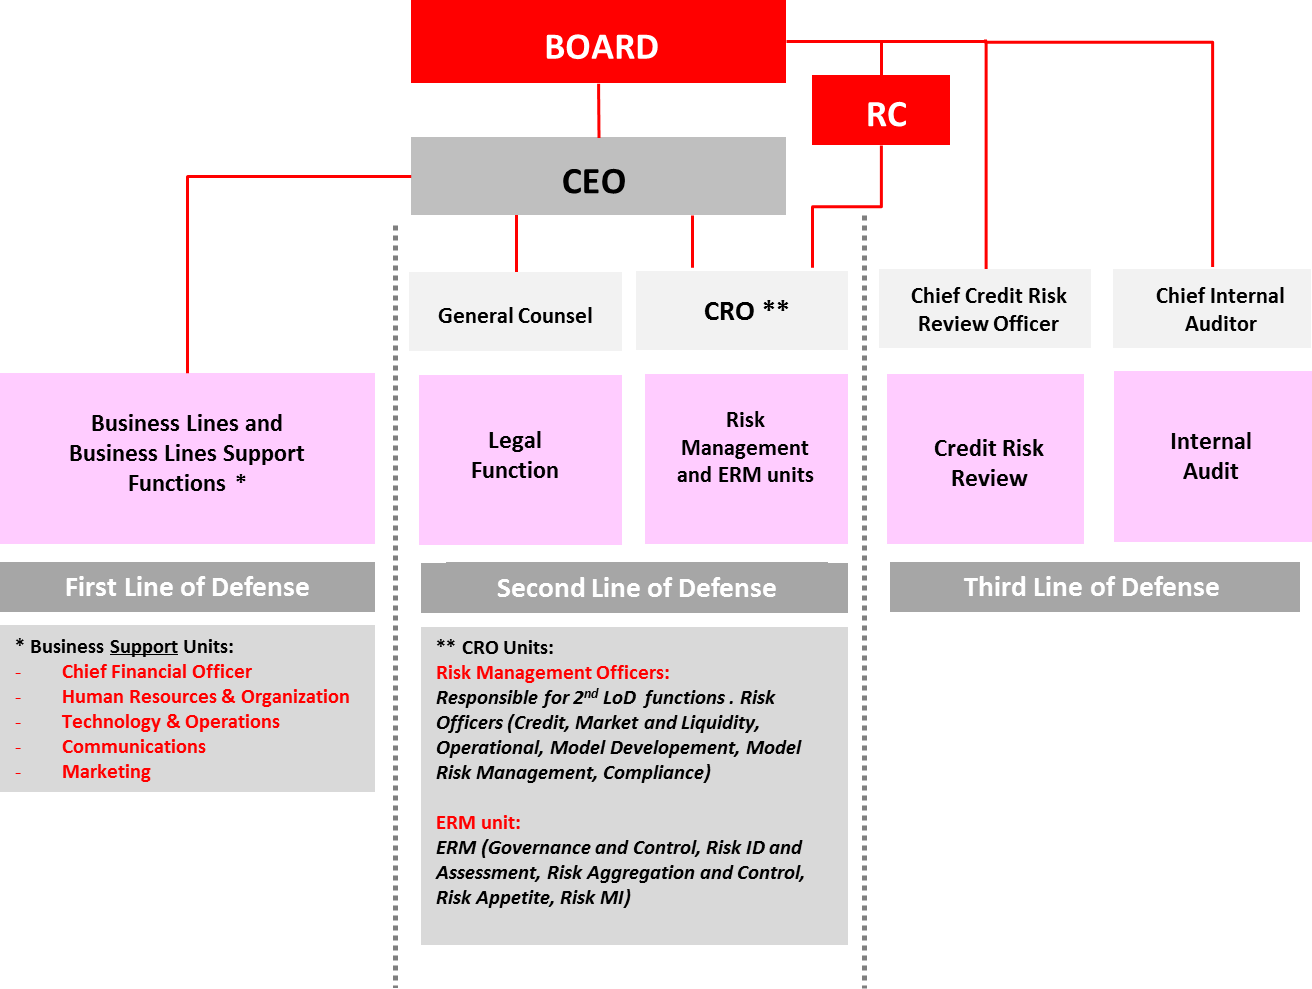 BOARD
RC
CEO
General Counsel
CRO **
Chief Credit Risk
Review Officer
Chief Internal
Auditor
Business Lines and
Business Lines Support
Functions *
Legal
Function
Risk
Management
and ERM units
Credit Risk
Review
Internal
Audit
First Line of Defense
Second Line of Defense
Third Line of Defense
* Business Support Units:
- Chief Financial Officer
- Human Resources & Organization
- Technology & Operations
- Communications
- Marketing
** CRO Units:
Risk Management Officers:
Responsible for 2nd LoD functions . Risk
Officers (Credit, Market and Liquidity,
Operational, Model Developement, Model
Risk Management, Compliance)
ERM unit:
ERM (Governance and Control, Risk ID and
Assessment, Risk Aggregation and Control,
Risk Appetite, Risk MI)